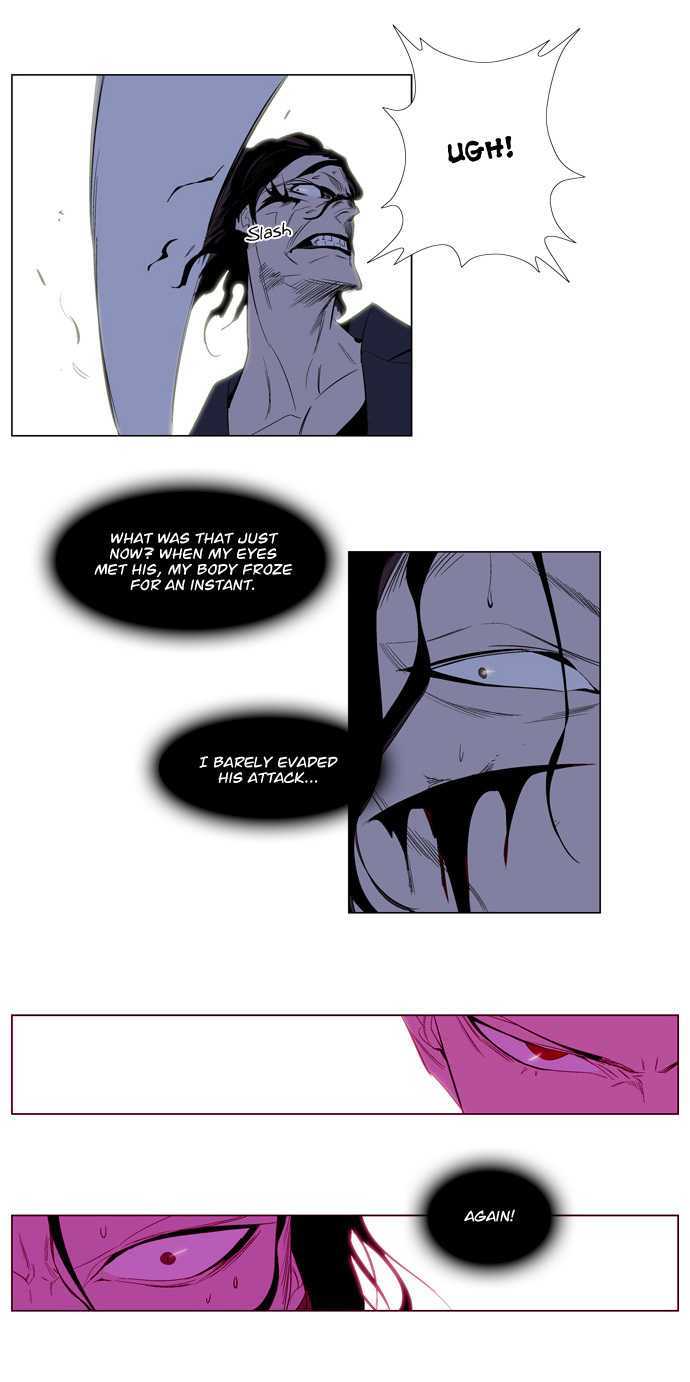 UGH!
Slash
WHAT WAS THAT JUST
NOW? WHEN MY EYES
MET HIS, MY BODY FROZE
FOR AN INSTANT.
I BARELY EVADED
HIS ATTACK...
AGAIN!